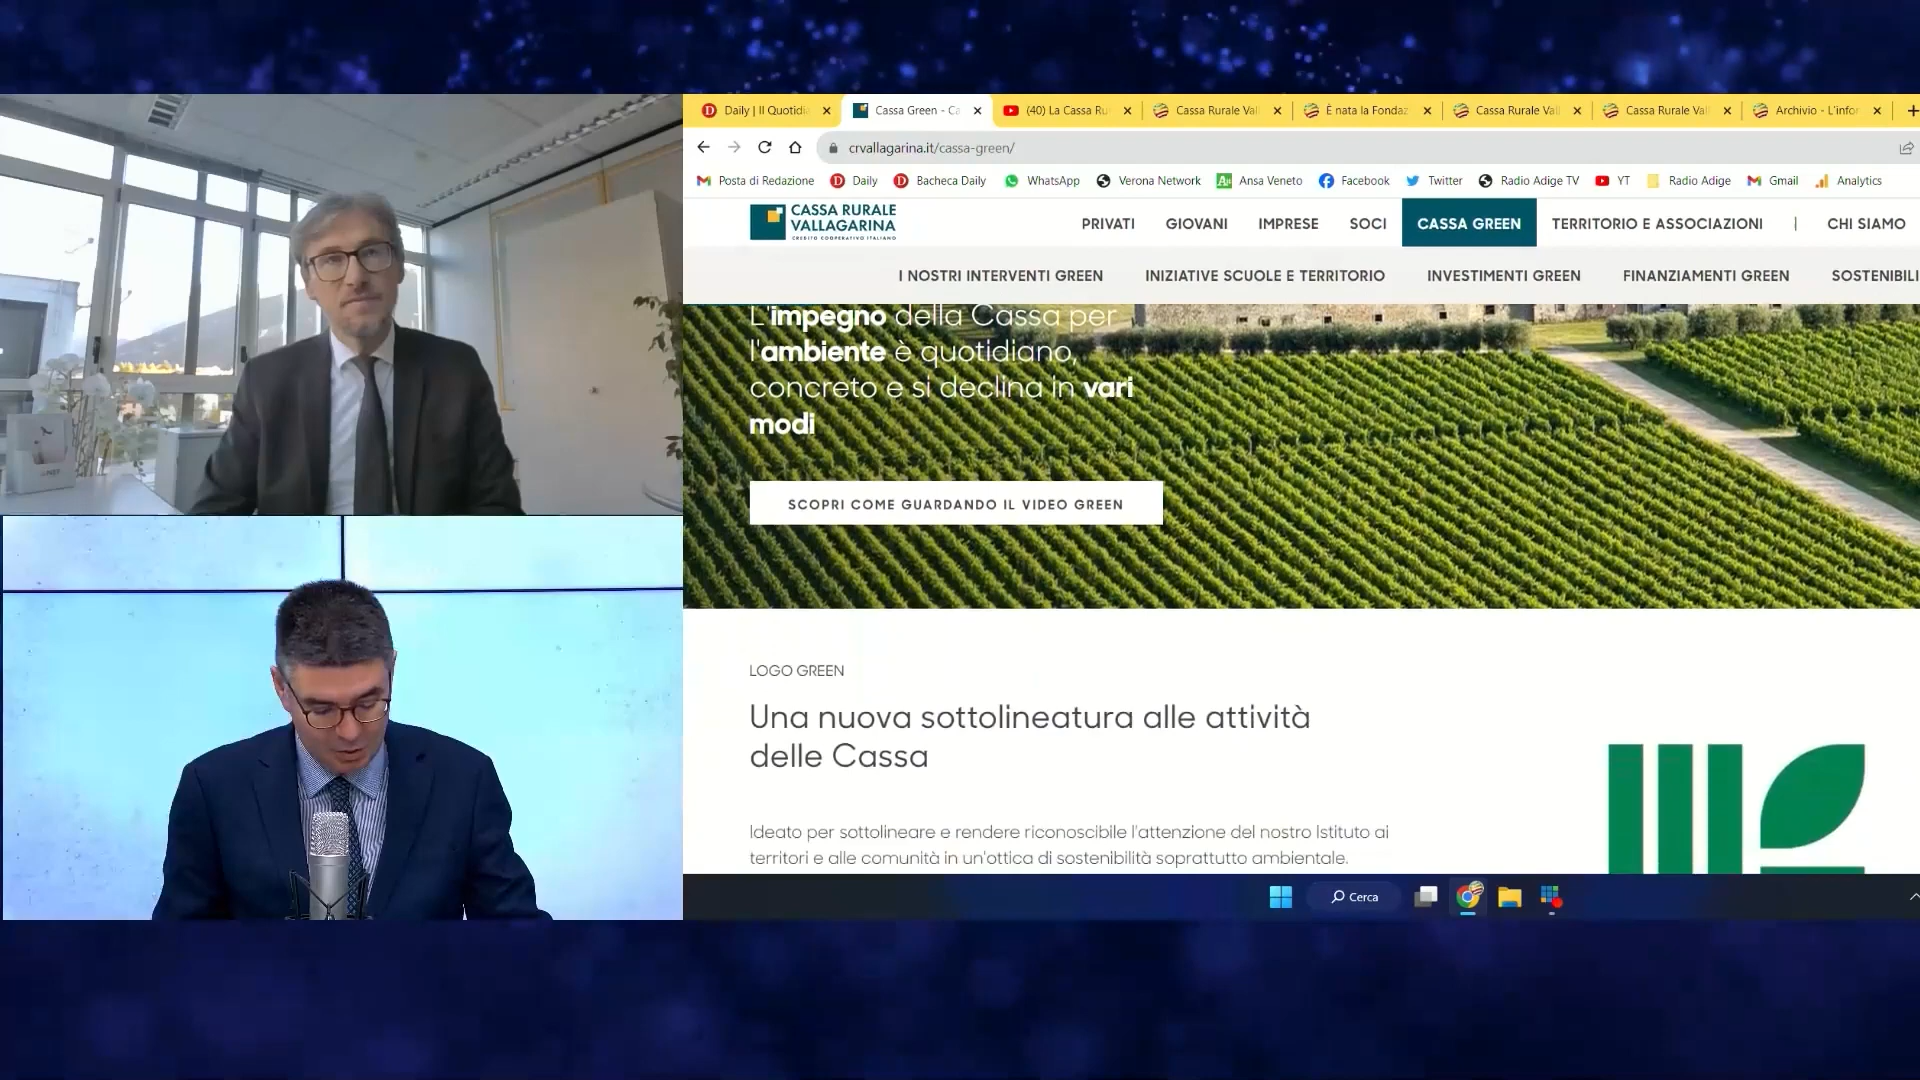 Daily | Il Quotidia
Cassa Green - Ca
(40) La Cassa Ru
Cassa Rurale Val
È nata la Fondaz
Cassa Rurale Val
Cassa Rurale Val
Archivio - L'infor
crvallagarina.it/cassa-green/
Posta di Redazione
Daily
Bacheca Daily
WhatsApp
Verona Network
Ansa Veneto
Facebook
Twitter
Radio Adige TV
YT
Radio Adige
Gmail
Analytics
CASSA RURALE
VALLAGARINA
CREDITO COOPERATIVO ITALIANO
PRIVATI
GIOVANI
IMPRESE
SOCI
CASSA GREEN
TERRITORIO E ASSOCIAZIONI
|
CHI SIAMO
I NOSTRI INTERVENTI GREEN
INIZIATIVE SCUOLE E TERRITORIO
INVESTIMENTI GREEN
FINANZIAMENTI GREEN
SOSTENIBILI
L'impegno della Cassa per
l'ambiente è quotidiano,
concreto e si declina in vari
modi
SCOPRI COME GUARDANDO IL VIDEO GREEN
LOGO GREEN
Una nuova sottolineatura alle attività
delle Cassa
Ideato per sottolineare e rendere riconoscibile l'attenzione del nostro Istituto ai
territori e alle comunità in un'ottica di sostenibilità soprattutto ambientale.
Cerca